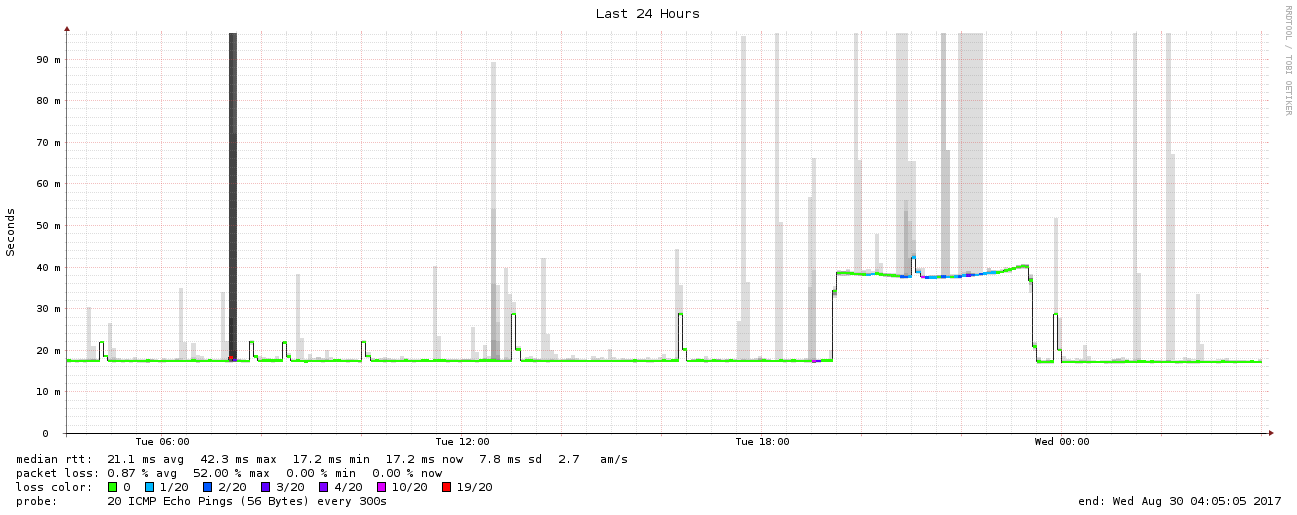 Last 24 Hours
RRDTOOL / TOBI OETIKER
Seconds
90 m
80 m
70 m
60 m
50 m
40 m
30 m
20 m
10 m
0
Tue 06:00 Tue 12:00 Tue 18:00 Wed 00:00
median rtt: 21.1 ms avg 42.3 ms max 17.2 ms min 17.2 ms now 7.8 ms sd 2.7 am/s
packet loss: 0.87 % avg 52.00 % max 0.00 % min 0.00 % now
loss color: 0 1/20 2/20 3/20 4/20 10/20 19/20
probe: 20 ICMP Echo Pings (56 Bytes) every 300s end: Wed Aug 30 04:05:05 2017